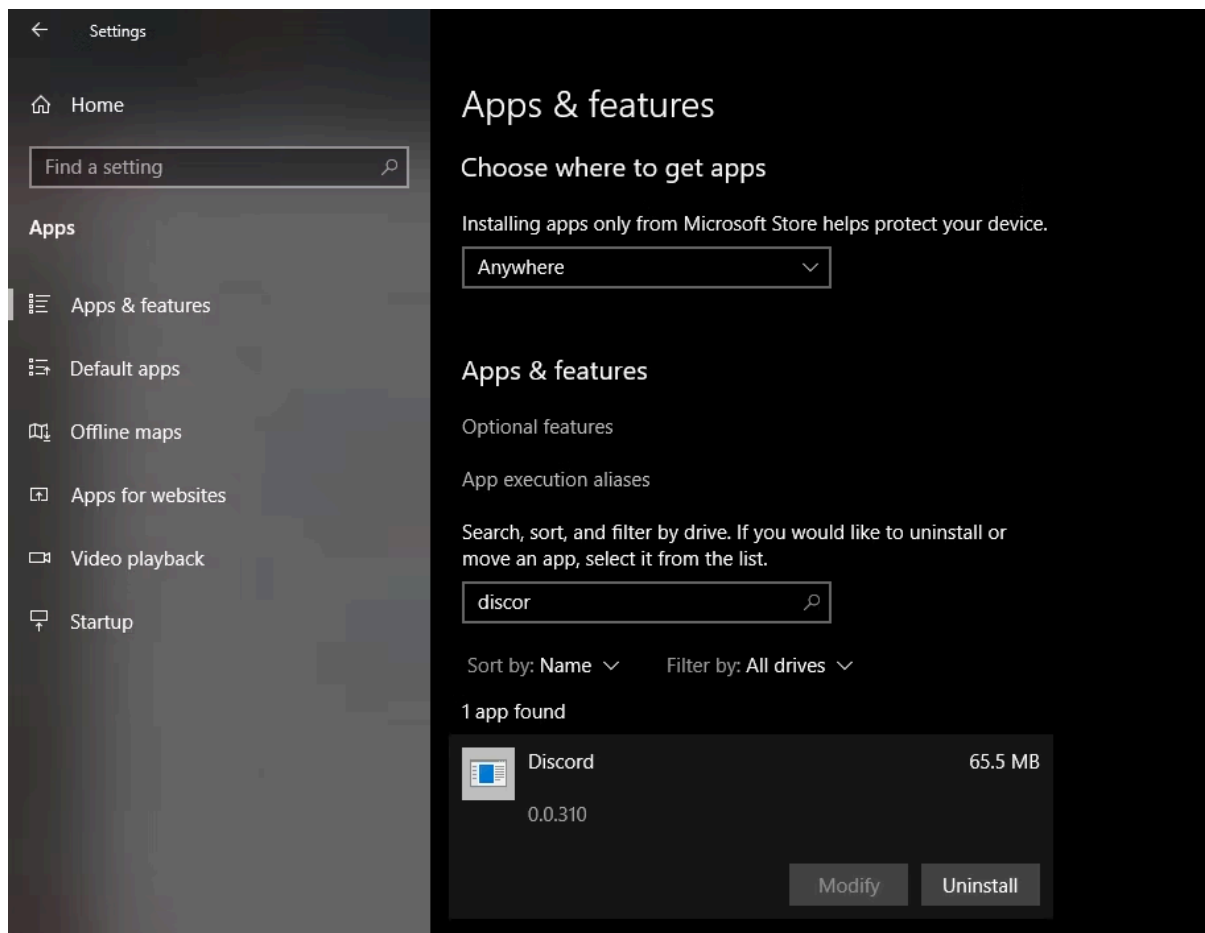 Settings
Home
Find a setting
Apps
Apps & features
Default apps
Offline maps
Apps for websites
Video playback
Startup
Apps & features
Choose where to get apps
Installing apps only from Microsoft Store helps protect your device.
Anywhere
Apps & features
Optional features
App execution aliases
Search, sort, and filter by drive. If you would like to uninstall or
move an app, select it from the list.
discor
Sort by: Name Filter by: All drives
1 app found
Discord 65.5 MB
0.0.310
Modify Uninstall